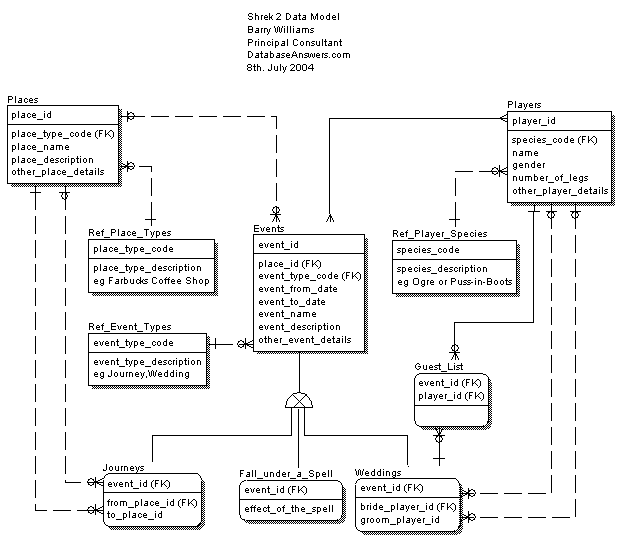 Shrek 2 Data Model
Barry Williams
Principal Consultant
DatabaseAnswers.com
8th. July 2004
Places
place_id
place_type_code (FK)
place_name
place_description
other_place_details
Players
player_id
species_code (FK)
name
gender
number_of_legs
other_player_details
Ref_Place_Types
place_type_code
place_type_description
eg Farbucks Coffee Shop
Events
event_id
place_id (FK)
event_type_code (FK)
event_from_date
event_to_date
event_name
event_description
other_event_details
Ref_Player_Species
species_code
species_description
eg Ogre or Puss-in-Boots
Ref_Event_Types
event_type_code
event_type_description
eg Journey,Wedding
Guest_List
event_id (FK)
player_id (FK)
Journeys
event_id (FK)
from_place_id (FK)
to_place_id
Fall_under_a_Spell
event_id (FK)
effect_of_the_spell
Weddings
event_id (FK)
bride_player_id (FK)
groom_player_id